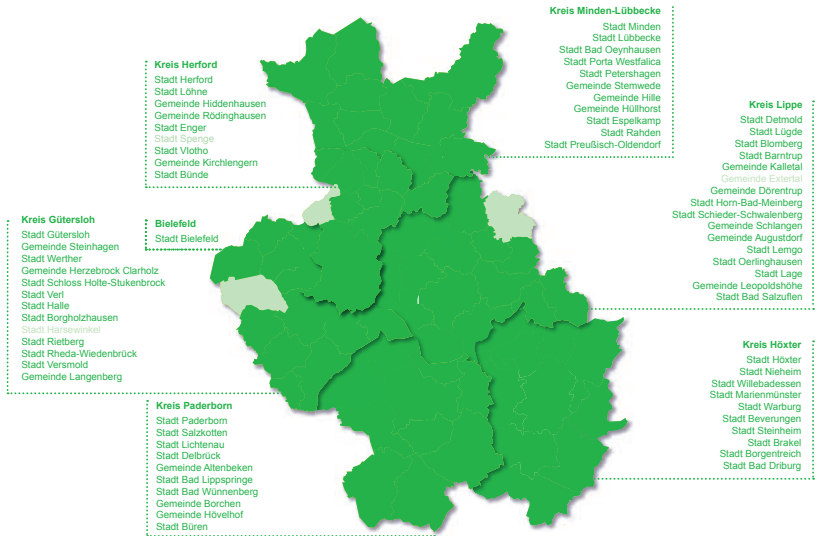 Kreis Minden-Lübbecke
Stadt Minden
Stadt Lübbecke
Stadt Bad Oeynhausen
Stadt Porta Westfalica
Stadt Petershagen
Gemeinde Stemwede
Gemeinde Hille
Gemeinde Hüllhorst
Stadt Espelkamp
Stadt Rahden
Stadt Preußisch-Oldendorf
Kreis Herford
Stadt Herford
Stadt Löhne
Gemeinde Hiddenhausen
Gemeinde Rödinghausen
Stadt Enger
Stadt Spenge
Stadt Vlotho
Gemeinde Kirchlengern
Stadt Bünde
Kreis Lippe
Stadt Detmold
Stadt Lügde
Stadt Blomberg
Stadt Barntrup
Gemeinde Kalletal
Gemeinde Extertal
Gemeinde Dörentrup
Stadt Horn-Bad-Meinberg
Stadt Schieder-Schwalenberg
Gemeinde Schlangen
Gemeinde Augustdorf
Stadt Lemgo
Stadt Oerlinghausen
Stadt Lage
Gemeinde Leopoldshöhe
Stadt Bad Salzuflen
Kreis Gütersloh
Stadt Gütersloh
Gemeinde Steinhagen
Stadt Werther
Gemeinde Herzebrock Clarholz
Stadt Schloss Holte-Stukenbrock
Stadt Verl
Stadt Halle
Stadt Borgholzhausen
Stadt Harsewinkel
Stadt Rietberg
Stadt Rheda-Wiedenbrück
Stadt Versmold
Gemeinde Langenberg
Bielefeld
Stadt Bielefeld
Kreis Höxter
Stadt Höxter
Stadt Nieheim
Stadt Willebadessen
Stadt Marienmünster
Stadt Warburg
Stadt Beverungen
Stadt Steinheim
Stadt Brakel
Stadt Borgentreich
Stadt Bad Driburg
Kreis Paderborn
Stadt Paderborn
Stadt Salzkotten
Stadt Lichtenau
Stadt Delbrück
Gemeinde Altenbeken
Stadt Bad Lippspringe
Stadt Bad Wünnenberg
Gemeinde Borchen
Gemeinde Hövelhof
Stadt Büren